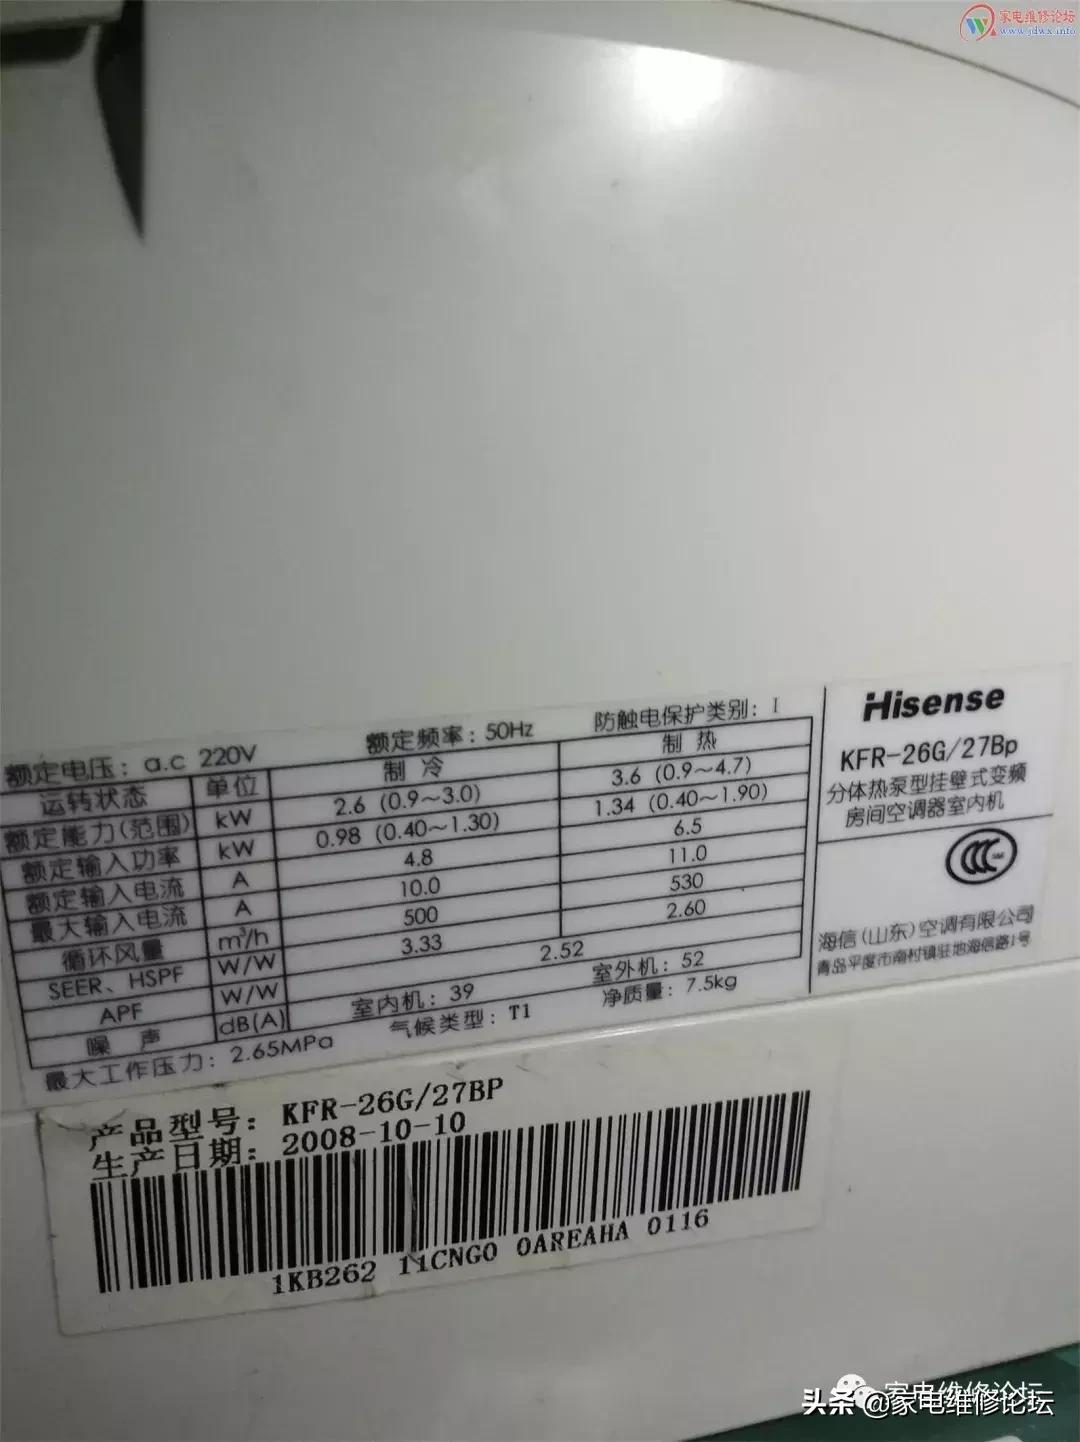 家电维修论坛
www.jdwx.info
额定电压：a.c 220V 额定频率：50Hz 防触电保护类别：I
运转状态 单位 制 冷 制 热
额定能力(范围) kW 2.6（0.9～3.0） 3.6（0.9～4.7）
额定输入功率 kW 0.98（0.40～1.30） 1.34（0.40～1.90）
额定输入电流 A 4.8 6.5
最大输入电流 A 10.0 11.0
循环风量 m³/h 500 530
SEER、HSPF W/W 3.33 2.60
APF W/W 2.52
噪 声 dB(A) 室内机：39 室外机：52
最大工作压力：2.65MPa 气候类型：T1 净质量：7.5kg
Hisense
KFR-26G/27Bp
分体热泵型挂壁式变频
房间空调器室内机
海信(山东)空调有限公司
青岛平度市南村镇驻地海信路1号
产品型号：KFR-26G/27BP
生产日期：2008-10-10
1KB262 11CNG0 0AREAHA 0116
家电维修论坛
头条 @家电维修论坛